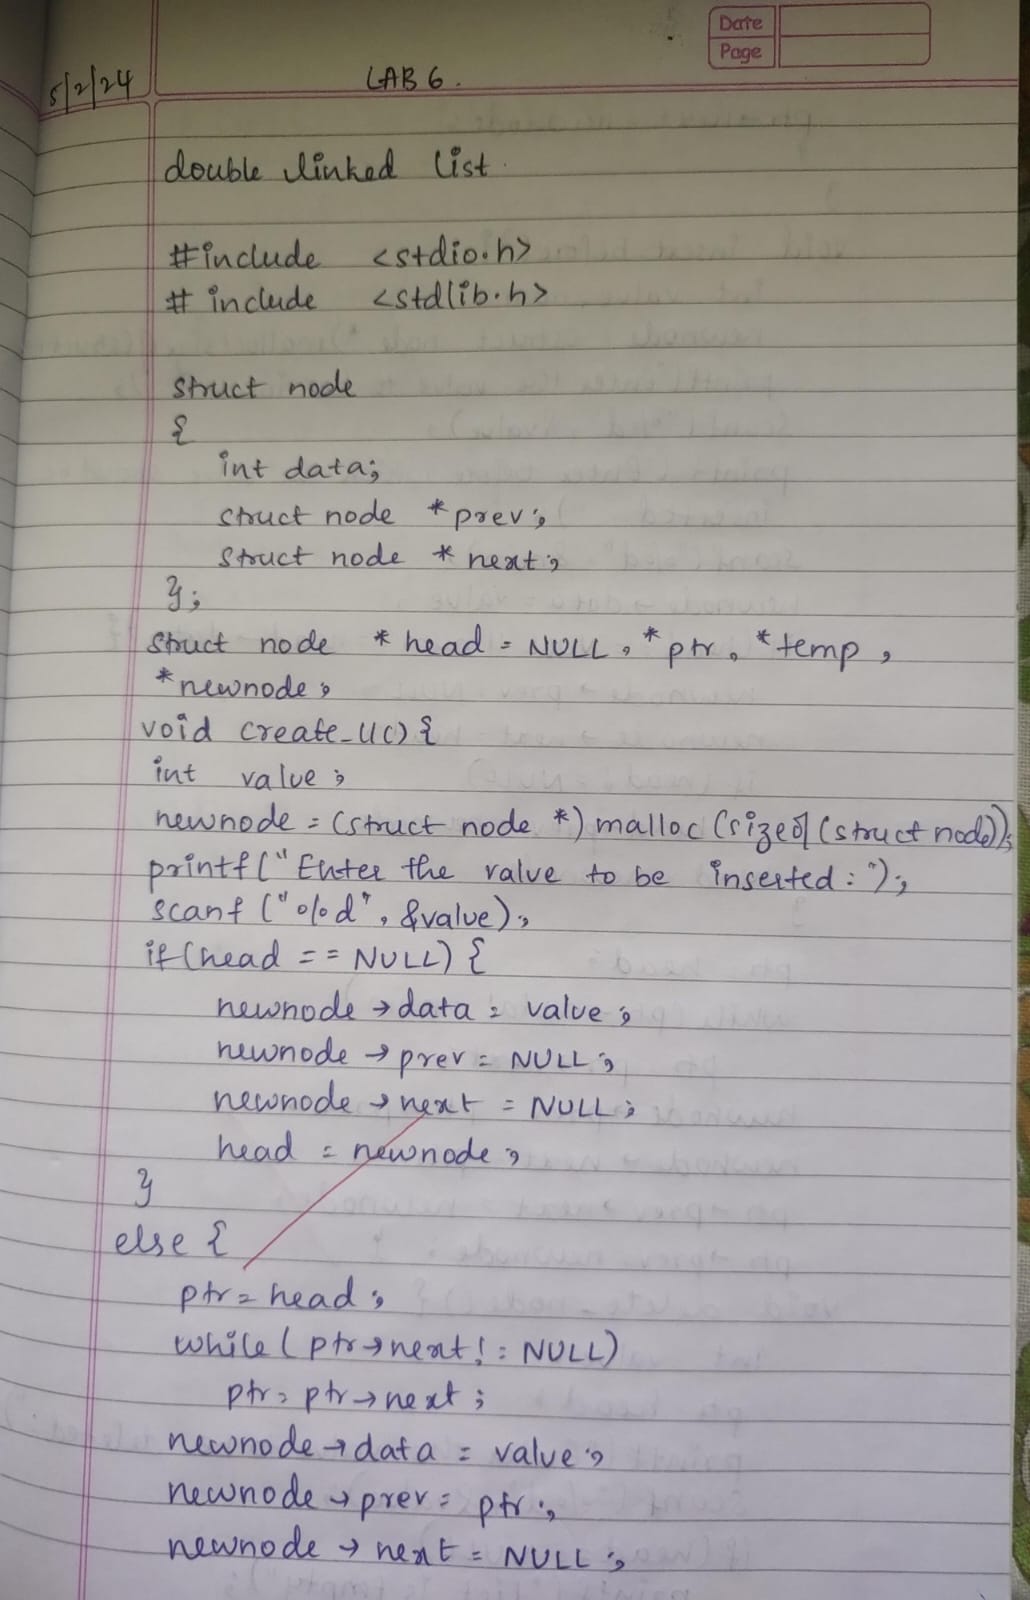 Date
Page
5/2/24 LAB 6.
double linked list.
#include <stdio.h>
# include <stdlib.h>
struct node
{
int data;
struct node *prev;
struct node * next;
};
struct node * head = NULL, * ptr, * temp,
*newnode;
void create_ll() {
int value;
newnode = (struct node *) malloc (sizeof (struct node));
printf(" Enter the value to be inserted : ");
scanf ("%d", &value);
if (head == NULL) {
newnode → data = value;
newnode → prev = NULL;
newnode → next = NULL;
head = newnode;
}
else {
ptr = head;
while ( ptr → next != NULL)
ptr = ptr → next;
newnode → data = value;
newnode → prev = ptr;
newnode → next = NULL;